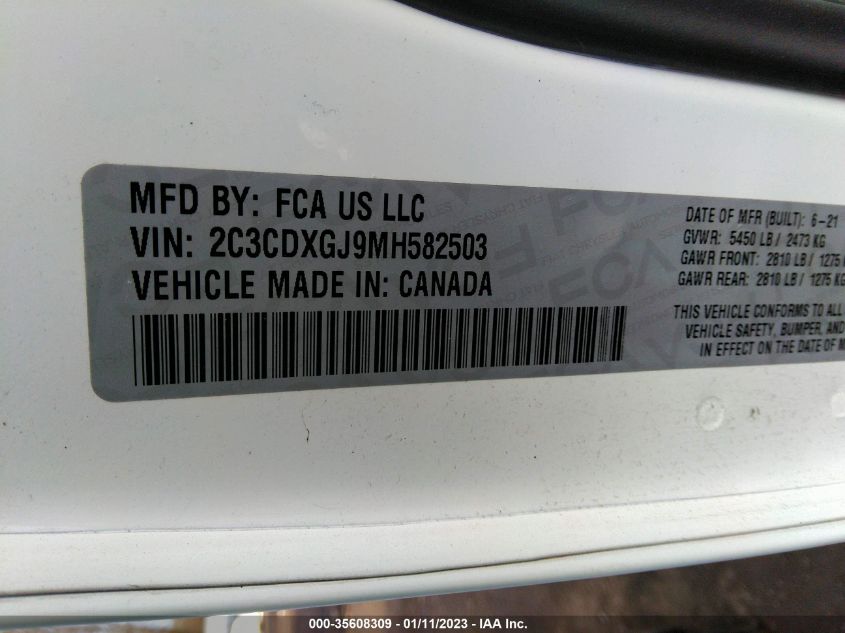 MFD BY: FCA US LLC
VIN: 2C3CDXGJ9MH582503
VEHICLE MADE IN: CANADA
DATE OF MFR (BUILT): 6-21
GVWR: 5450 LB / 2473 KG
GAWR FRONT: 2810 LB / 1275
GAWR REAR: 2810 LB / 1275 KG
THIS VEHICLE CONFORMS TO ALL
VEHICLE SAFETY, BUMPER, AND
IN EFFECT ON THE DATE OF
000-35608309 - 01/11/2023 - IAA Inc.